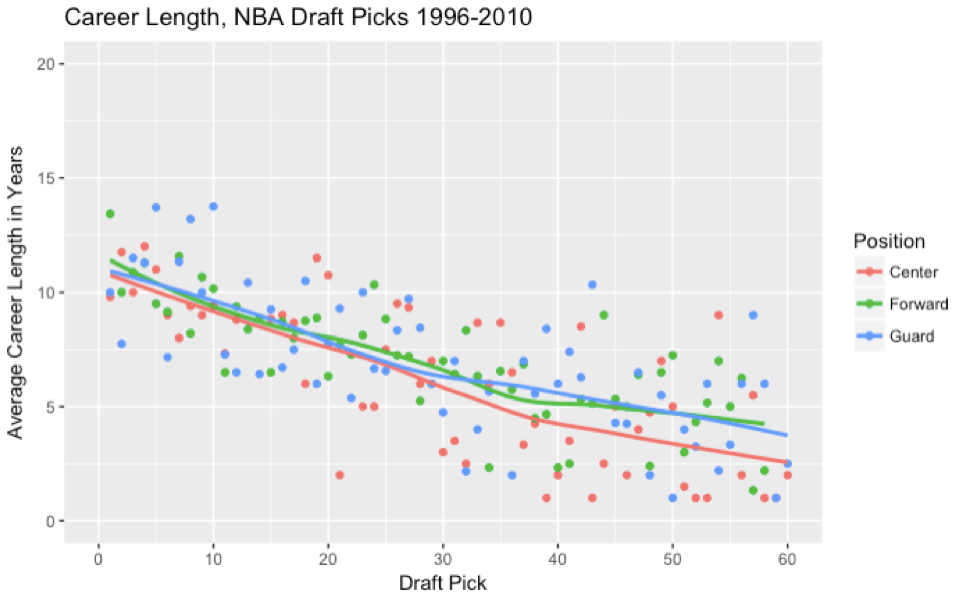 Career Length, NBA Draft Picks 1996-2010
Average Career Length in Years
20
15
10
5
0
0 10 20 30 40 50 60
Draft Pick
Position
Center
Forward
Guard